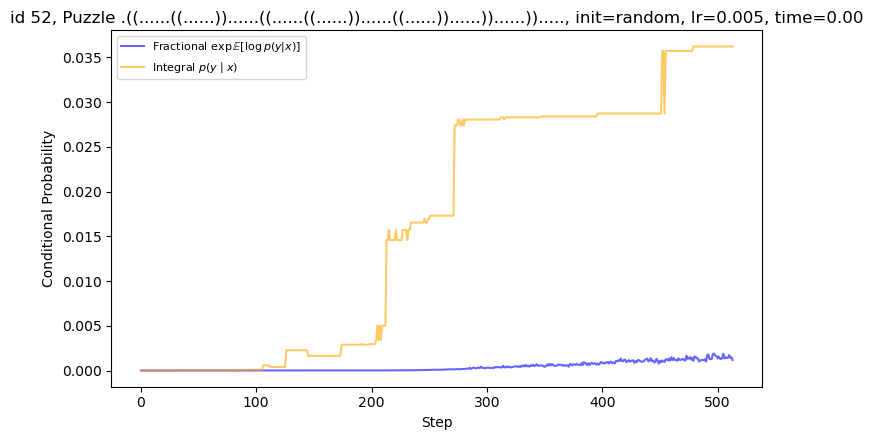 id 52, Puzzle .((......((......))......((......((......))......((......))......))......))....., init=random, lr=0.005, time=0.00
Fractional exp𝔼[log p(y|x)]
Integral p(y | x)
Conditional Probability
0.035
0.030
0.025
0.020
0.015
0.010
0.005
0.000
0
100
200
300
400
500
Step